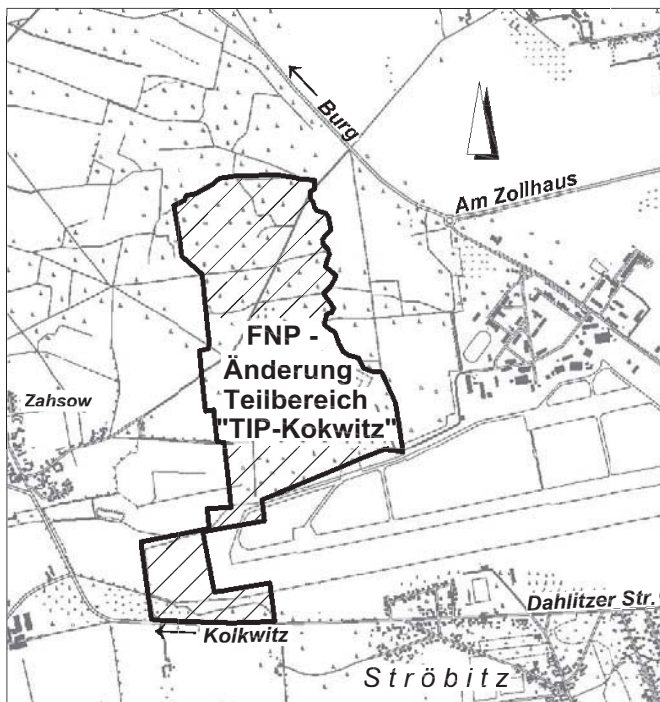 Burg
Am Zollhaus
FNP -
Änderung
Teilbereich
"TIP-Kokwitz"
Zahsow
Dahlitzer Str.
Kolkwitz
Ströbitz